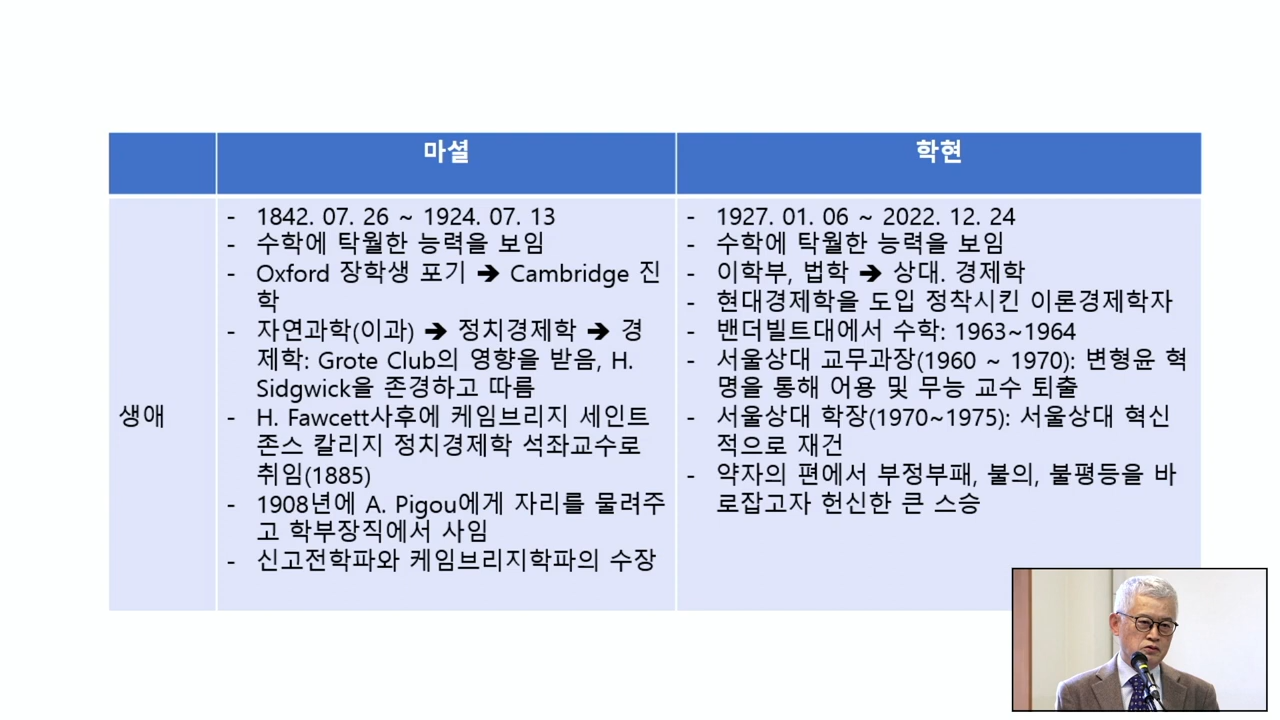 마셜
학현
생애
- 1842. 07. 26 ~ 1924. 07. 13
- 수학에 탁월한 능력을 보임
- Oxford 장학생 포기 ➔ Cambridge 진
학
- 자연과학(이과) ➔ 정치경제학 ➔ 경
제학: Grote Club의 영향을 받음, H.
Sidgwick을 존경하고 따름
- H. Fawcett사후에 케임브리지 세인트
존스 칼리지 정치경제학 석좌교수로
취임(1885)
- 1908년에 A. Pigou에게 자리를 물려주
고 학부장직에서 사임
- 신고전학파와 케임브리지학파의 수장
- 1927. 01. 06 ~ 2022. 12. 24
- 수학에 탁월한 능력을 보임
- 이학부, 법학 ➔ 상대. 경제학
- 현대경제학을 도입 정착시킨 이론경제학자
- 밴더빌트대에서 수학: 1963~1964
- 서울상대 교무과장(1960 ~ 1970): 변형윤 혁
명을 통해 어용 및 무능 교수 퇴출
- 서울상대 학장(1970~1975): 서울상대 혁신
적으로 재건
- 약자의 편에서 부정부패, 불의, 불평등을 바
로잡고자 헌신한 큰 스승